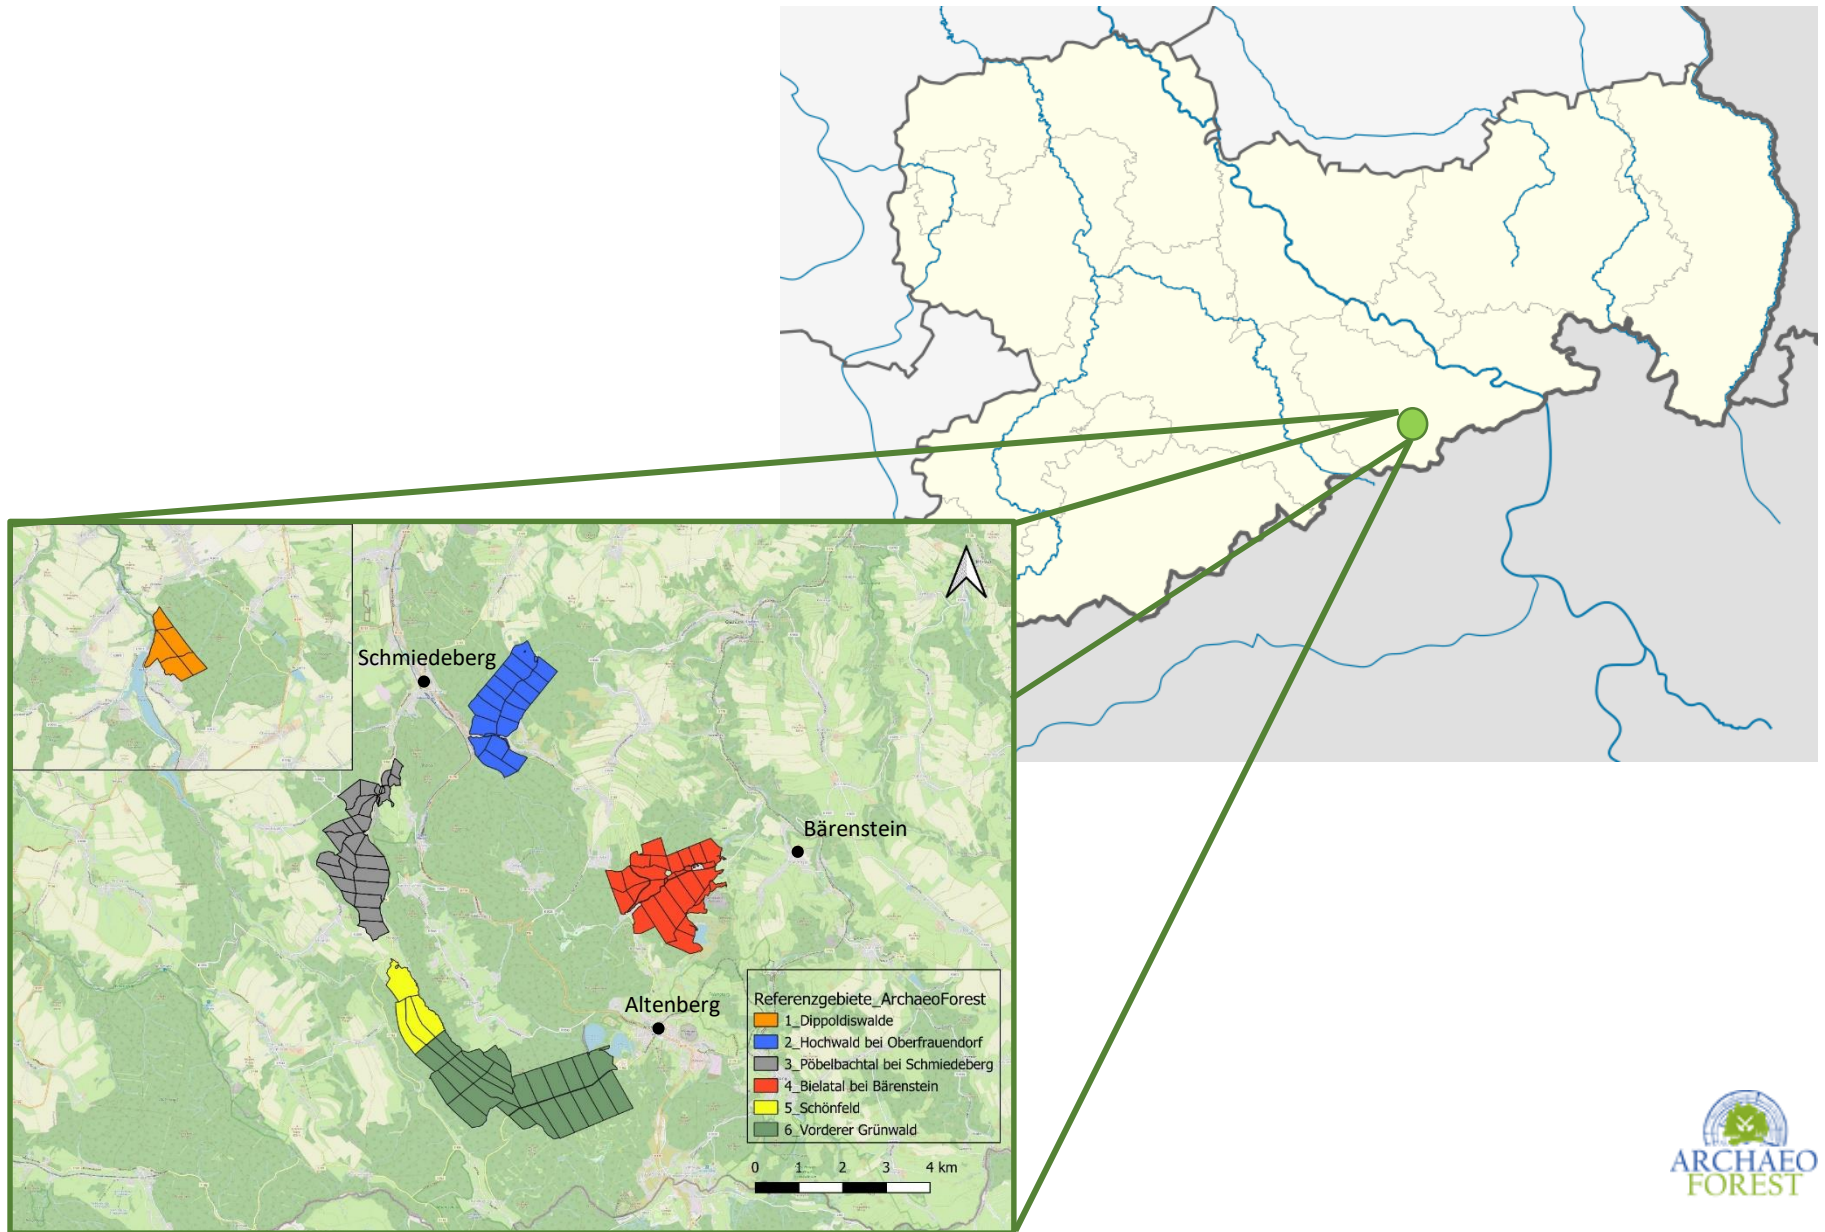 Schmiedeberg
Bärenstein
Altenberg
Referenzgebiete_ArchaeoForest
1_Dippoldiswalde
2_Hochwald bei Oberfrauendorf
3_Pöbelbachtal bei Schmiedeberg
4_Bielatal bei Bärenstein
5_Schönfeld
6_Vorderer Grünwald
0 1 2 3 4 km
ARCHAEO
FOREST